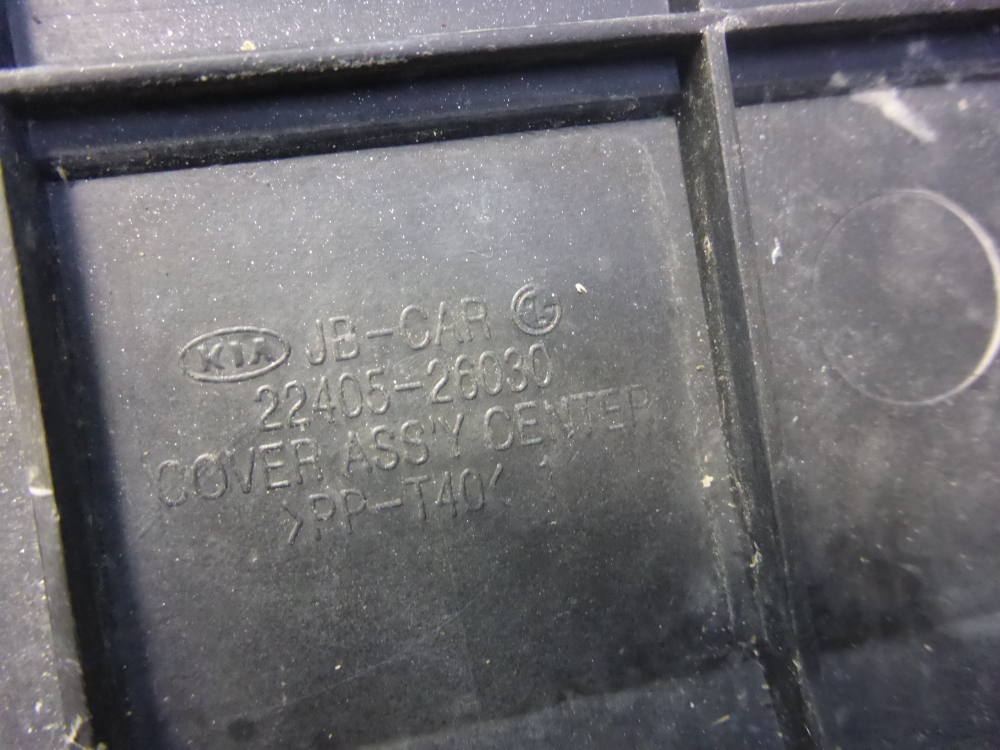 KIA JB-CAR
22405-26030
COVER ASS'Y CENTER
>PP-T40<